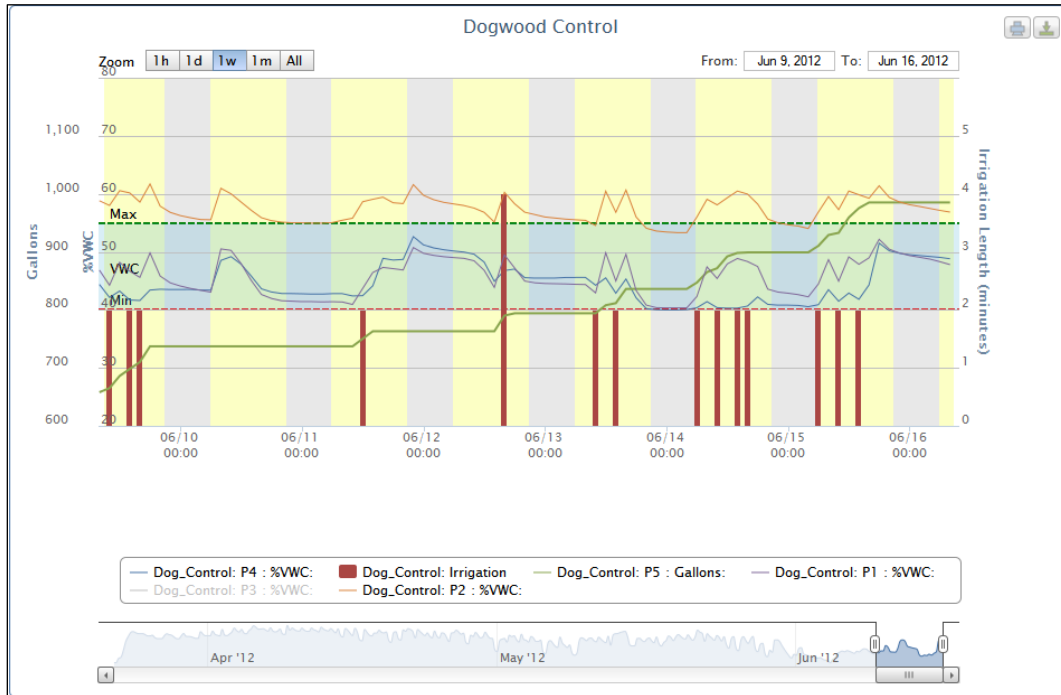 Dogwood Control
Zoom 1h 1d 1w 1m All From: Jun 9, 2012 To: Jun 16, 2012
80
1,100 70 5
1,000 60 4
Max
900 50 3
VWC
Min
800 40 2
700 30 1
600 20 0
Gallons
%VWC
Irrigation Length (minutes)
06/10 06/11 06/12 06/13 06/14 06/15 06/16
00:00 00:00 00:00 00:00 00:00 00:00 00:00
Dog_Control: P4 : %VWC: Dog_Control: Irrigation Dog_Control: P5 : Gallons: Dog_Control: P1 : %VWC:
Dog_Control: P3 : %VWC: Dog_Control: P2 : %VWC:
Apr '12 May '12 Jun '12